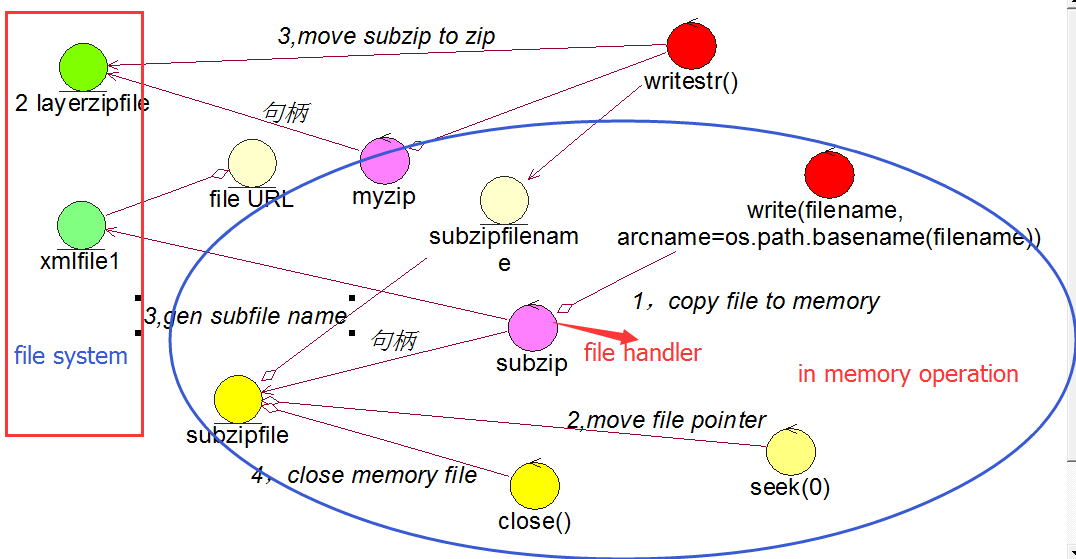 3,move subzip to zip
writestr()
2 layerzipfile
句柄
file URL
myzip
subzipfilenam
e
write(filename,
arcname=os.path.basename(filename))
xmlfile1
1，copy file to memory
3,gen subfile name
句柄
file system
subzip
file handler
in memory operation
subzipfile
2,move file pointer
4，close memory file
seek(0)
close()